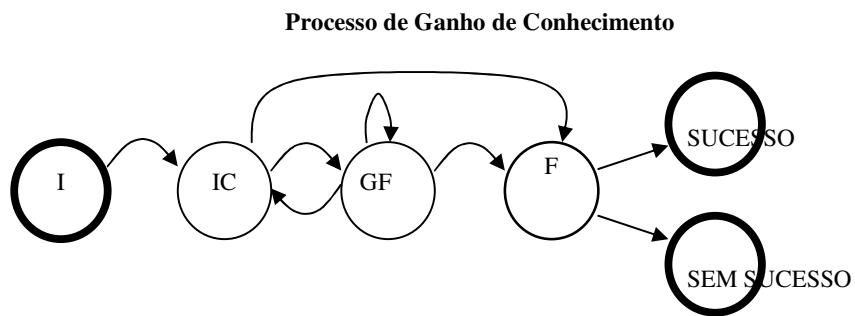 Processo de Ganho de Conhecimento
SUCESSO
I
IC
GF
F
SEM SUCESSO